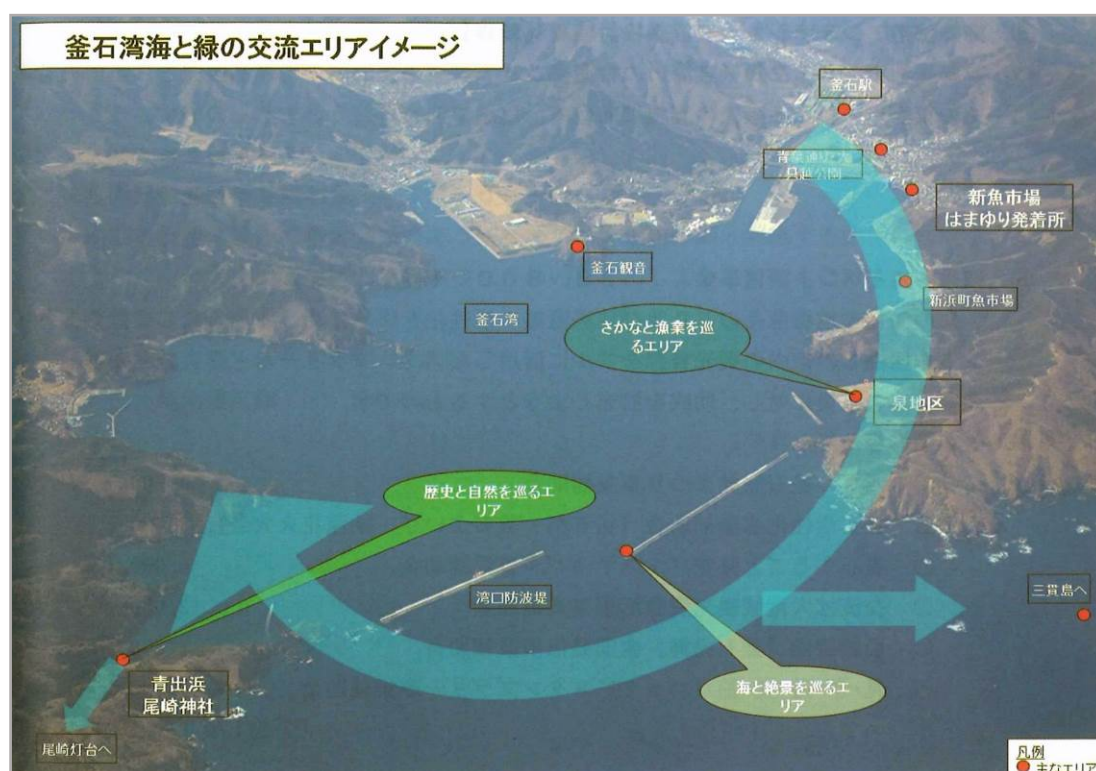 釜石湾海と緑の交流エリアイメージ
釜石駅
新魚市場
はまゆり発着所
釜石観音
新浜町魚市場
釜石湾
さかなと漁業を巡
るエリア
泉地区
歴史と自然を巡るエ
リア
湾口防波堤
三貫島へ
海と絶景を巡るエ
リア
青出浜
尾崎神社
尾崎灯台へ
凡例
主なエリア